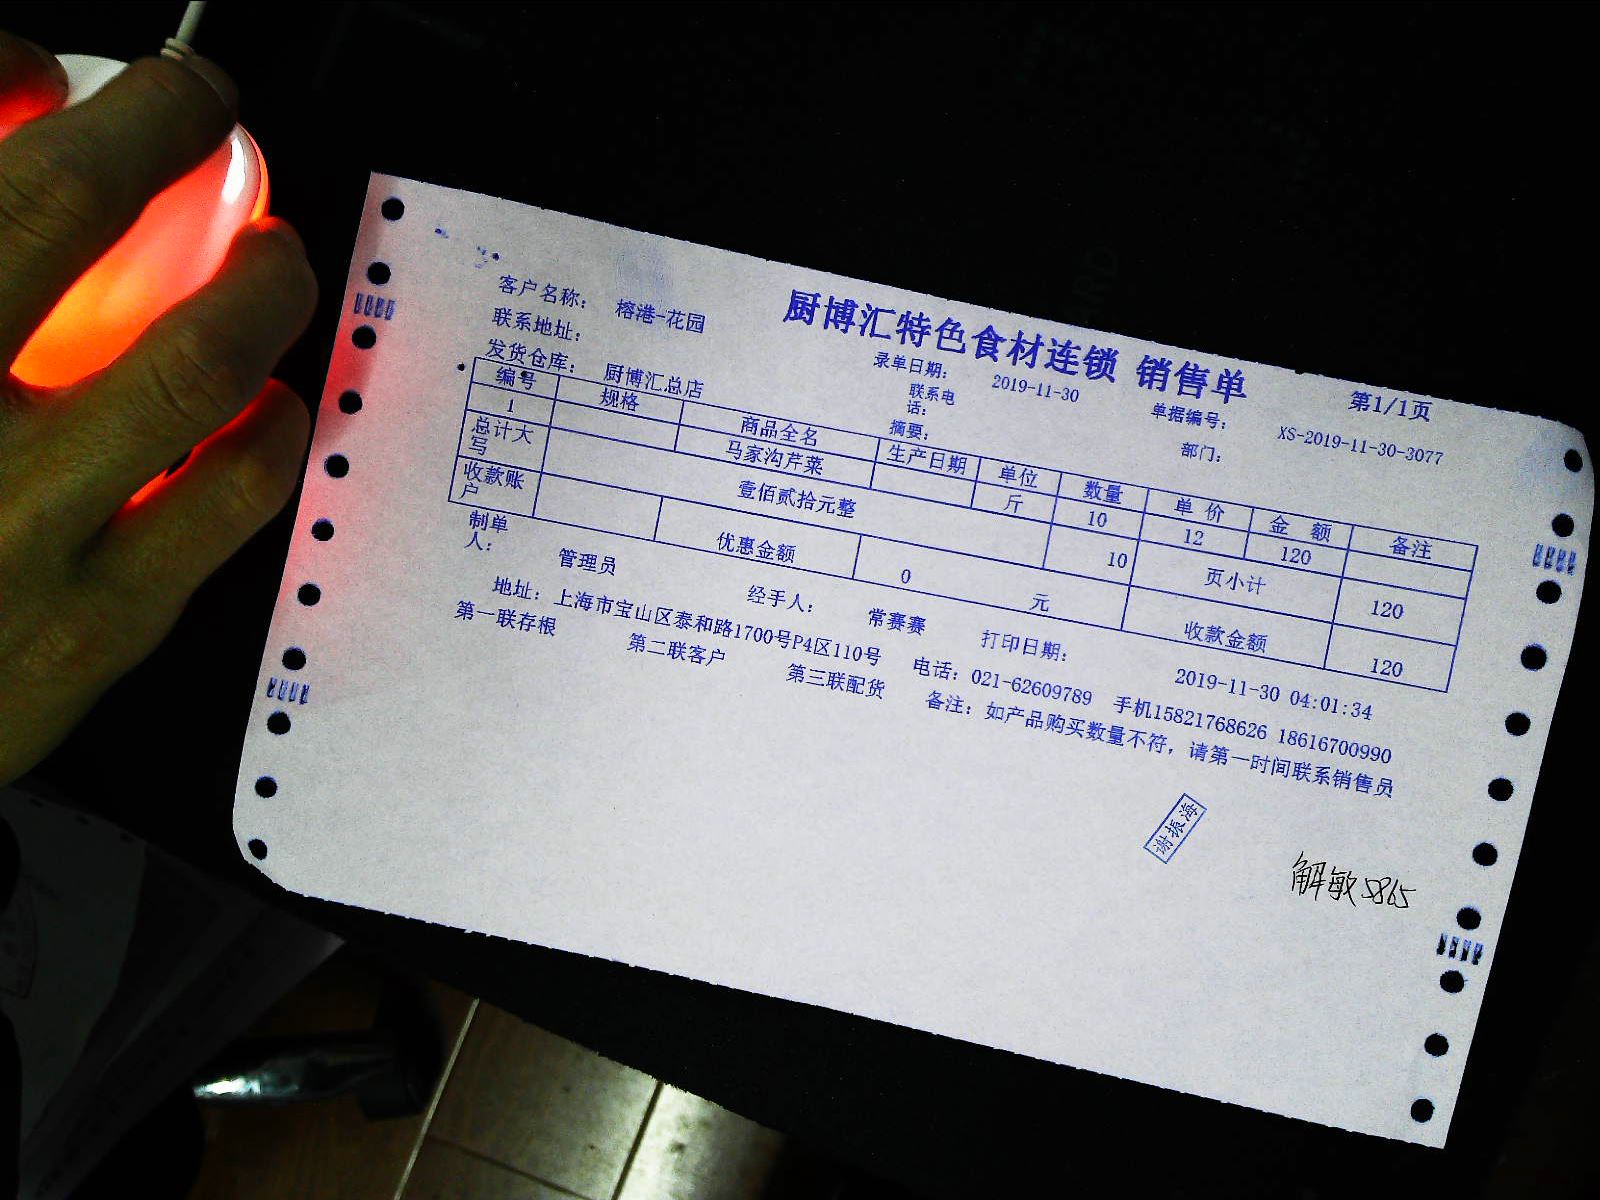 厨博汇特色食材连锁 销售单
第1/1页
客户名称: 榕港-花园 录单日期: 2019-11-30 单据编号: XS-2019-11-30-3077
联系地址: 联系电话: 部门:
发货仓库: 厨博汇总店 摘要:
编号 规格 商品全名 生产日期 单位 数量 单价 金额 备注
1 马家沟芹菜 斤 10 12 120
总计大写 壹佰贰拾元整 10 页小计 120
收款账户 优惠金额 0 元 收款金额 120
制单人: 管理员 经手人: 常赛赛 打印日期: 2019-11-30 04:01:34
地址: 上海市宝山区泰和路1700号P4区110号 电话: 021-62609789 手机15821768626 18616700990
第一联存根 第二联客户 第三联配货 备注: 如产品购买数量不符, 请第一时间联系销售员
谢振海
解敏 5865